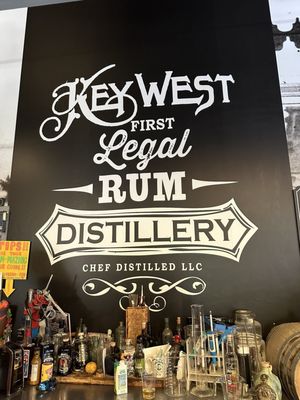 KEY WEST
FIRST
Legal
RUM
DISTILLERY
CHEF DISTILLED LLC